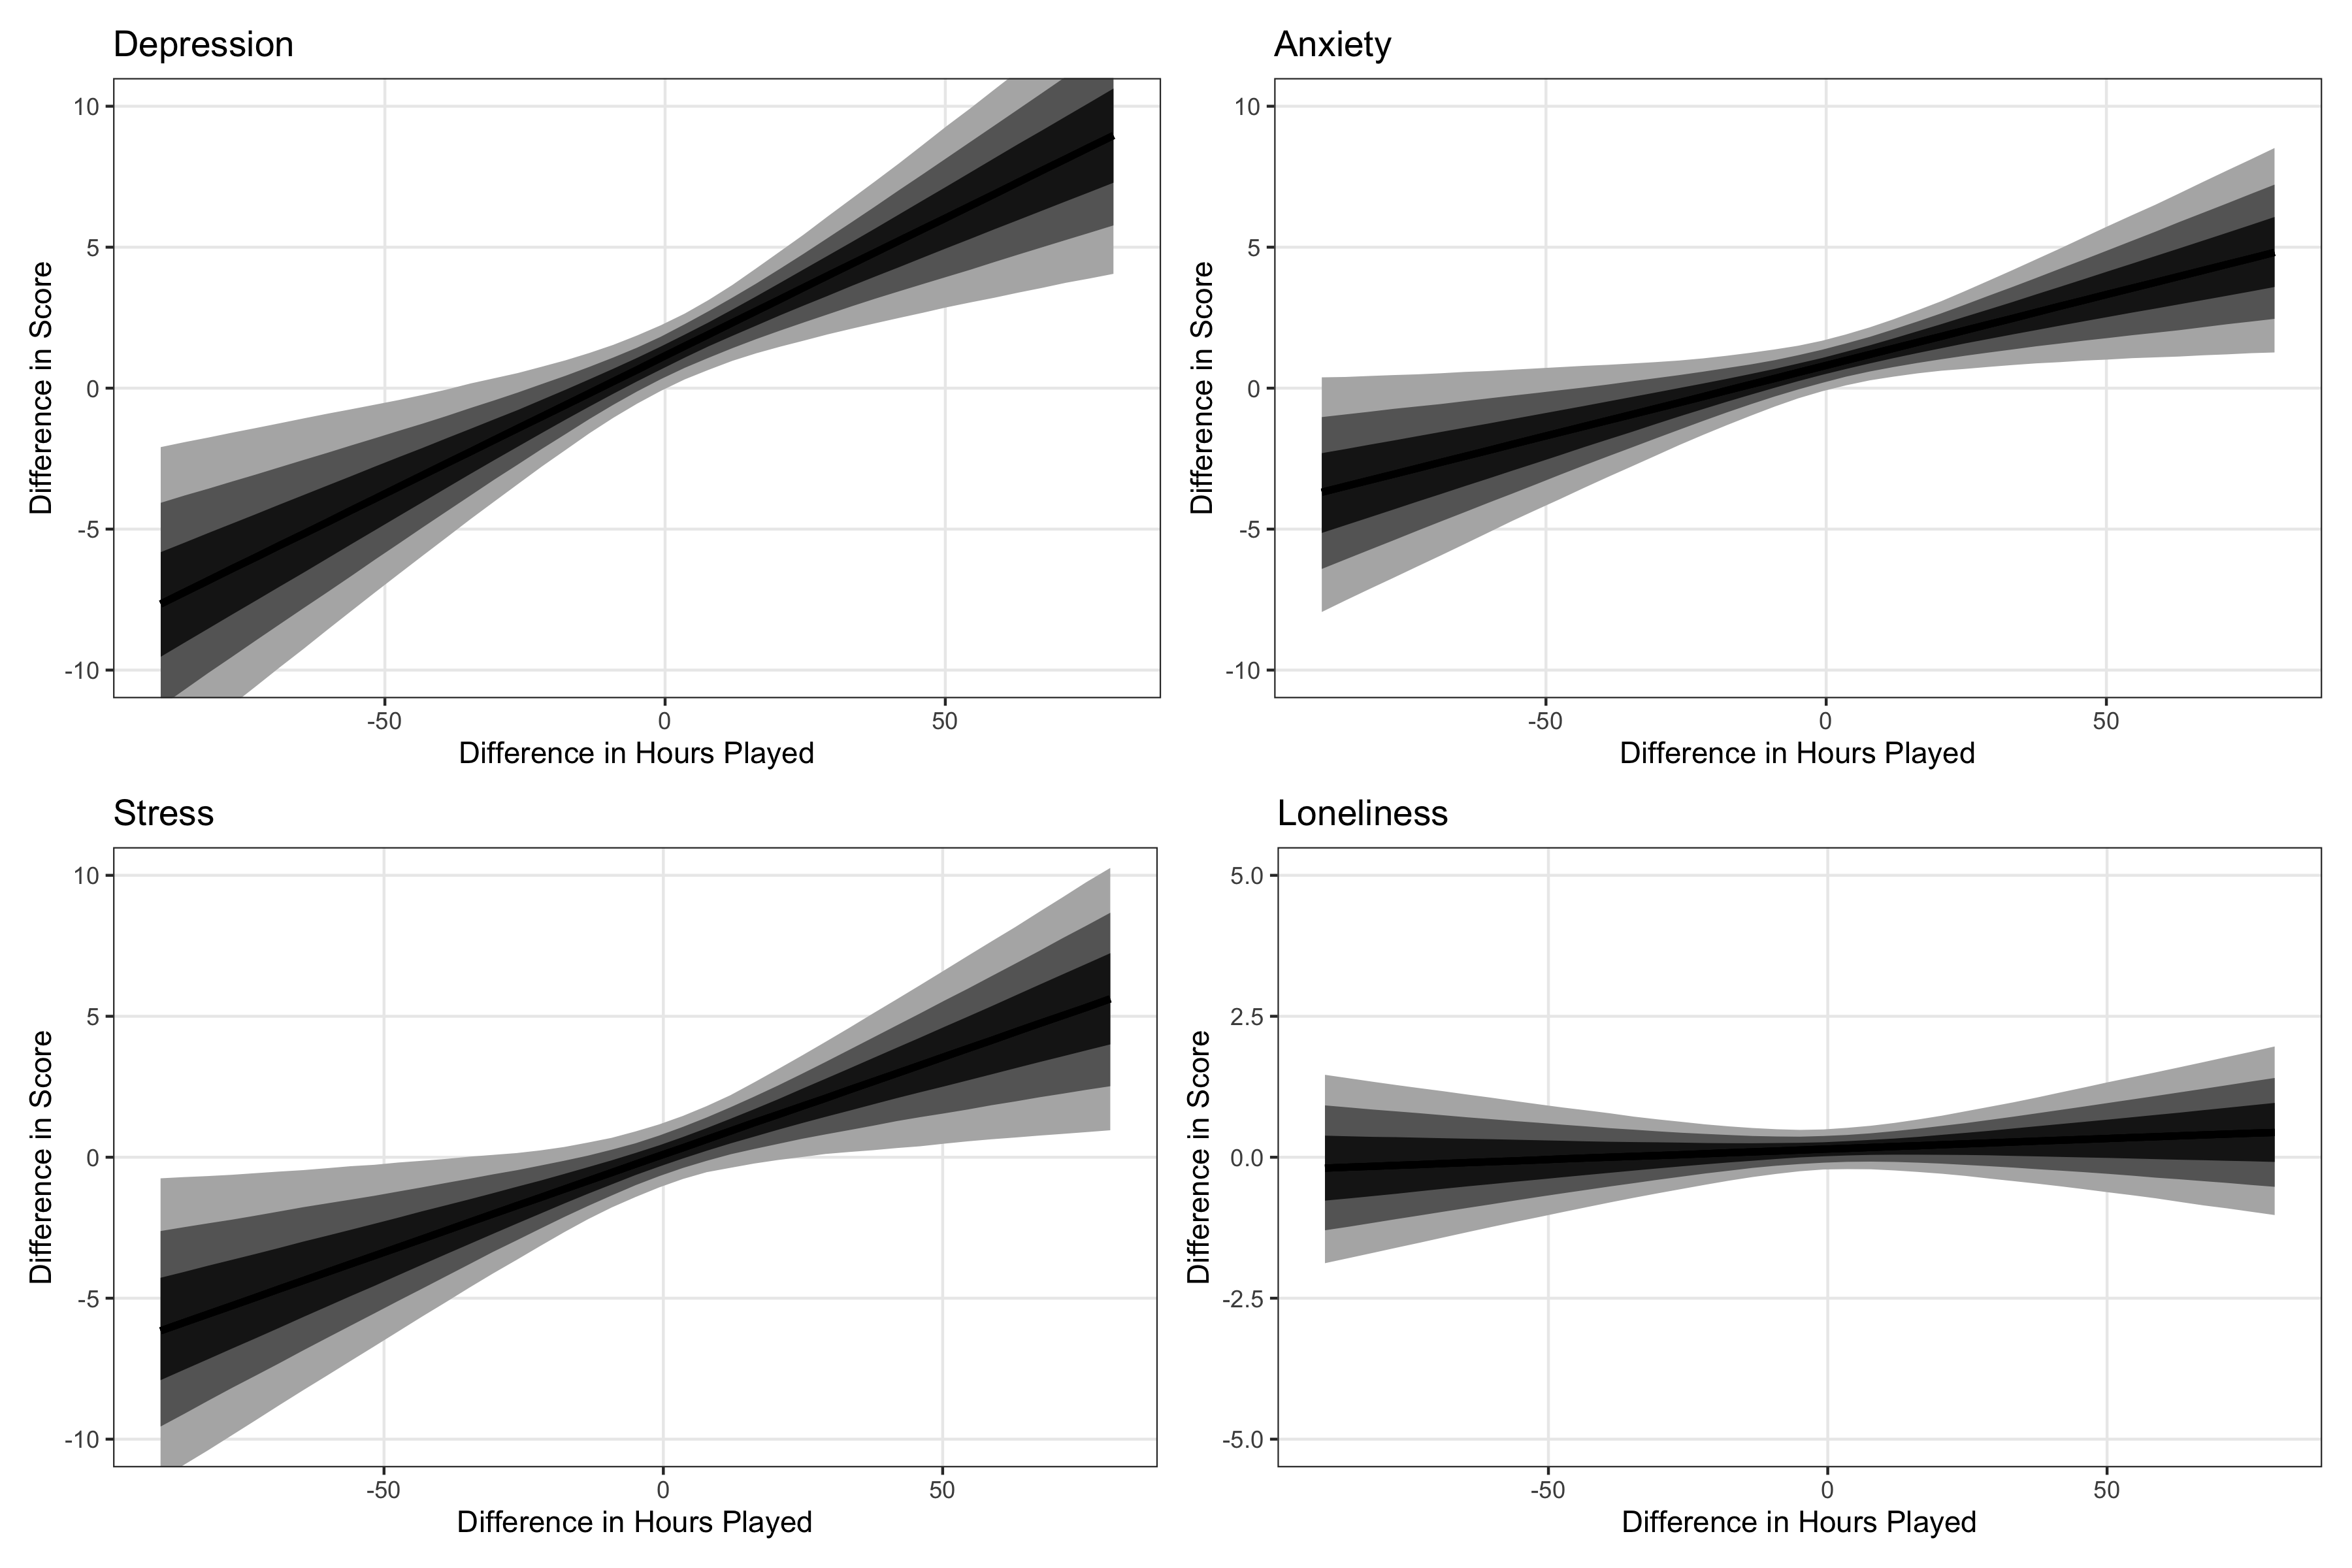 Depression
10
5
0
-5
-10
Difference in Score
-50 0 50
Difference in Hours Played
Anxiety
10
5
0
-5
-10
Difference in Score
-50 0 50
Difference in Hours Played
Stress
10
5
0
-5
-10
Difference in Score
-50 0 50
Difference in Hours Played
Loneliness
5.0
2.5
0.0
-2.5
-5.0
Difference in Score
-50 0 50
Difference in Hours Played